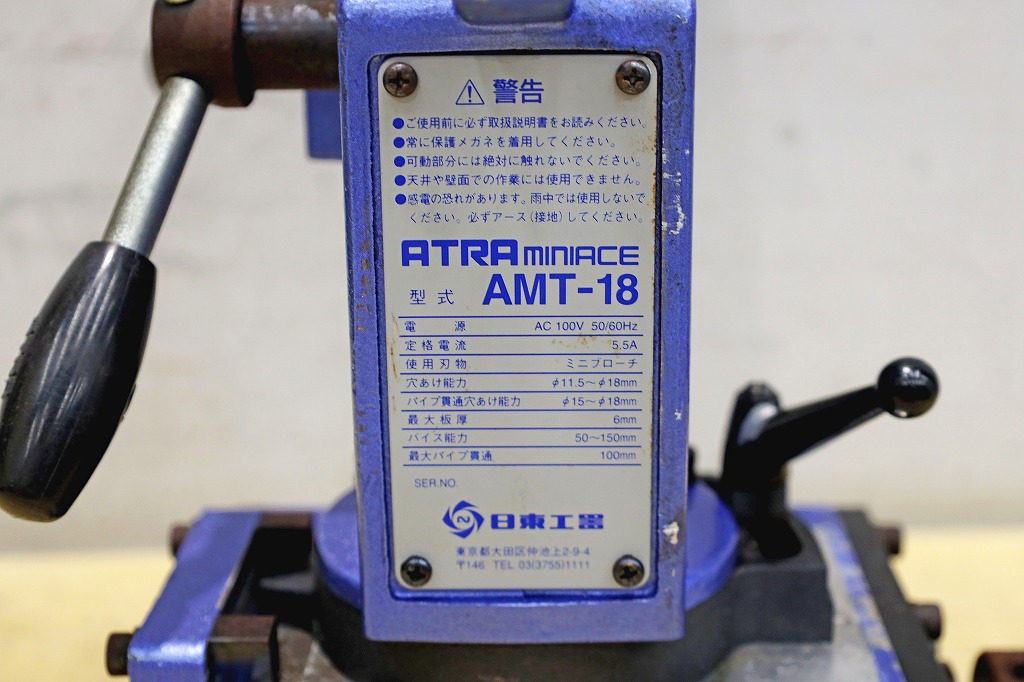 警告
●ご使用前に必ず取扱説明書をお読みください。
●常に保護メガネを着用してください。
●可動部分には絶対に触れないでください。
●天井や壁面での作業には使用できません。
●感電の恐れがあります。雨中では使用しないで
ください。必ずアース(接地)してください。
ATRA MINIACE
型式 AMT-18
電源 AC 100V 50/60Hz
定格電流 5.5A
使用刃物 ミニブローチ
穴あけ能力 φ11.5～φ18mm
パイプ貫通穴あけ能力 φ15～φ18mm
最大板厚 6mm
バイス能力 50～150mm
最大パイプ貫通 100mm
SER.NO.
日東工器
東京都大田区仲池上2-9-4
〒146 TEL 03(3755)1111